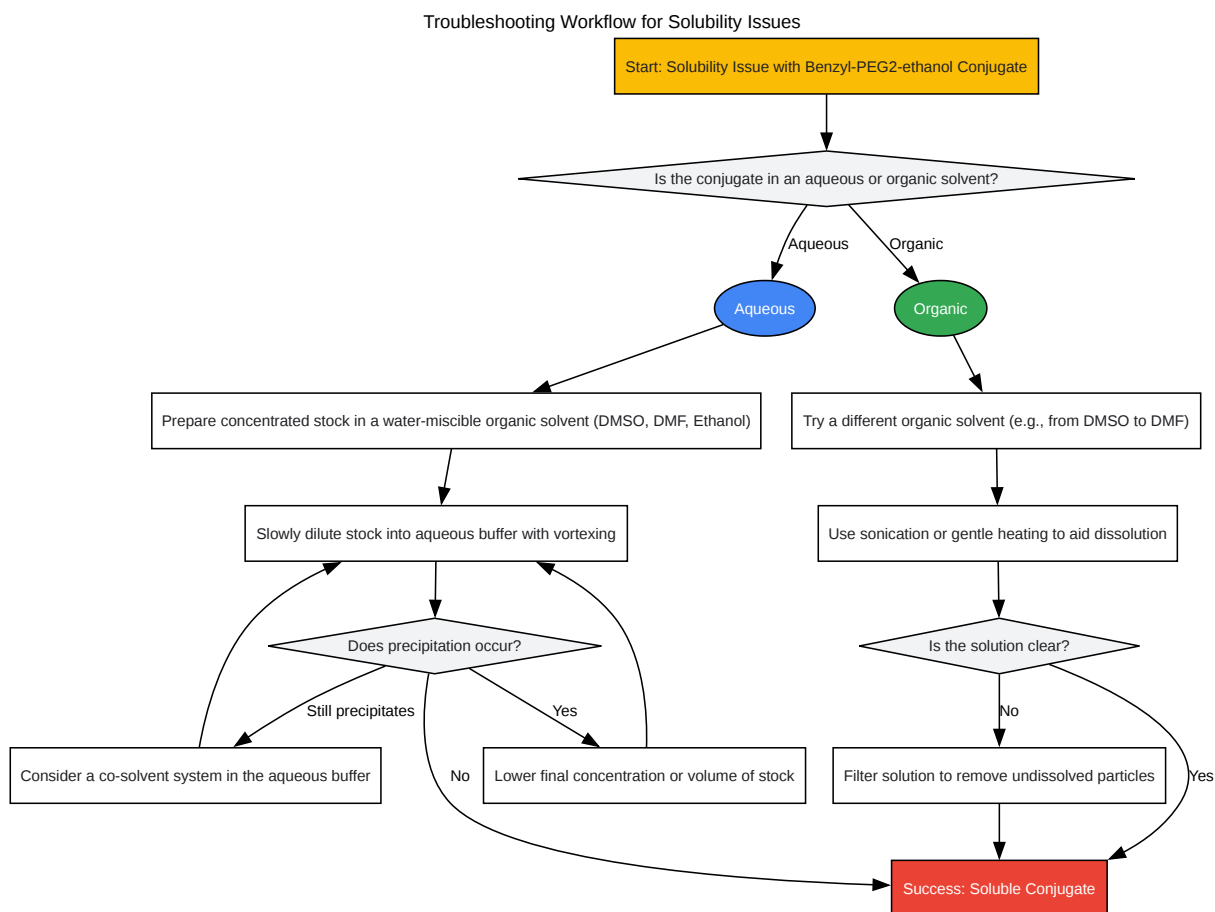 Troubleshooting Workflow for Solubility Issues
Start: Solubility Issue with Benzyl-PEG2-ethanol Conjugate
Is the conjugate in an aqueous or organic solvent?
Aqueous
Organic
Aqueous
Organic
Prepare concentrated stock in a water-miscible organic solvent (DMSO, DMF, Ethanol)
Try a different organic solvent (e.g., from DMSO to DMF)
Slowly dilute stock into aqueous buffer with vortexing
Use sonication or gentle heating to aid dissolution
Does precipitation occur?
Is the solution clear?
Still precipitates
Yes
No
Consider a co-solvent system in the aqueous buffer
No
Lower final concentration or volume of stock
Filter solution to remove undissolved particles
Yes
Success: Soluble Conjugate